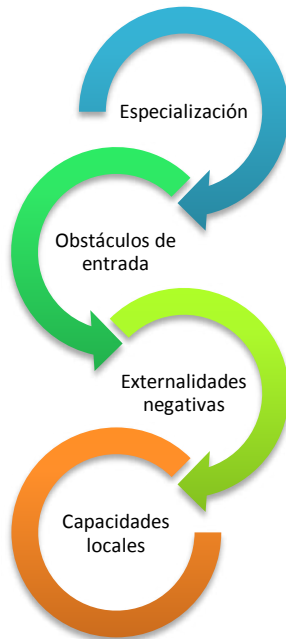 Especialización
Obstáculos de
entrada
Externalidades
negativas
Capacidades
locales